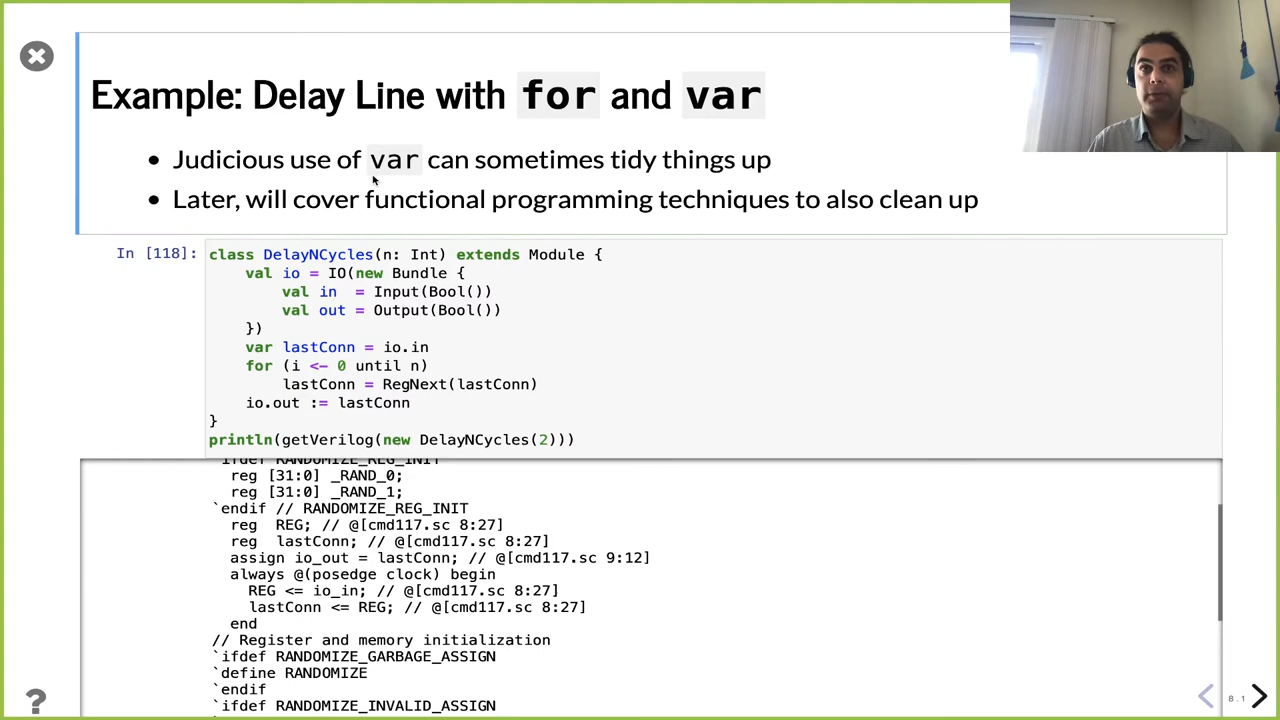 Example: Delay Line with for and var
• Judicious use of var can sometimes tidy things up
• Later, will cover functional programming techniques to also clean up
In [118]:
class DelayNCycles(n: Int) extends Module {
    val io = IO(new Bundle {
        val in  = Input(Bool())
        val out = Output(Bool())
    })
    var lastConn = io.in
    for (i <- 0 until n)
        lastConn = RegNext(lastConn)
    io.out := lastConn
}
println(getVerilog(new DelayNCycles(2)))
`ifdef RANDOMIZE_REG_INIT
  reg [31:0] _RAND_0;
  reg [31:0] _RAND_1;
`endif // RANDOMIZE_REG_INIT
  reg  REG; // @[cmd117.sc 8:27]
  reg  lastConn; // @[cmd117.sc 8:27]
  assign io_out = lastConn; // @[cmd117.sc 9:12]
  always @(posedge clock) begin
    REG <= io_in; // @[cmd117.sc 8:27]
    lastConn <= REG; // @[cmd117.sc 8:27]
  end
// Register and memory initialization
`ifdef RANDOMIZE_GARBAGE_ASSIGN
`define RANDOMIZE
`endif
`ifdef RANDOMIZE_INVALID_ASSIGN
?
8.1